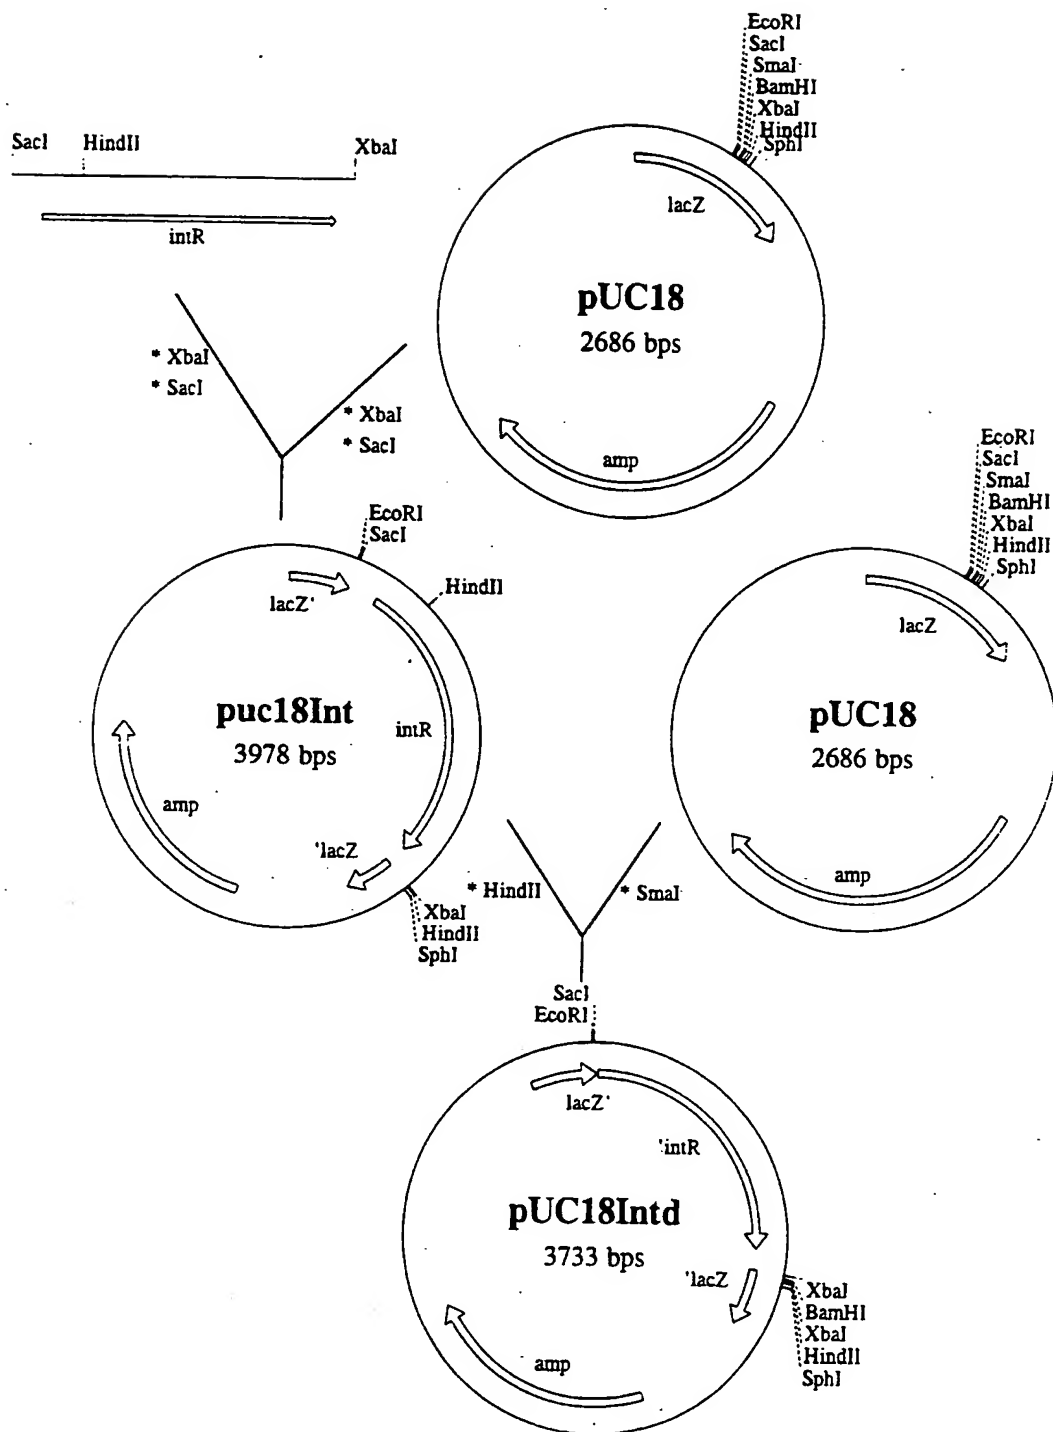 EcoRI
SacI
SmaI
BamHI
XbaI
HindII
SphI
SacI HindII XbaI
intR
lacZ
pUC18
2686 bps
amp
* XbaI
* SacI
* XbaI
* SacI
EcoRI
SacI
HindII
lacZ'
intR
puc18Int
3978 bps
amp
'lacZ
XbaI
HindII
SphI
EcoRI
SacI
SmaI
BamHI
XbaI
HindII
SphI
lacZ
pUC18
2686 bps
amp
* HindII
* SmaI
SacI
EcoRI
lacZ'
'intR
pUC18Intd
3733 bps
'lacZ
amp
XbaI
BamHI
XbaI
HindII
SphI